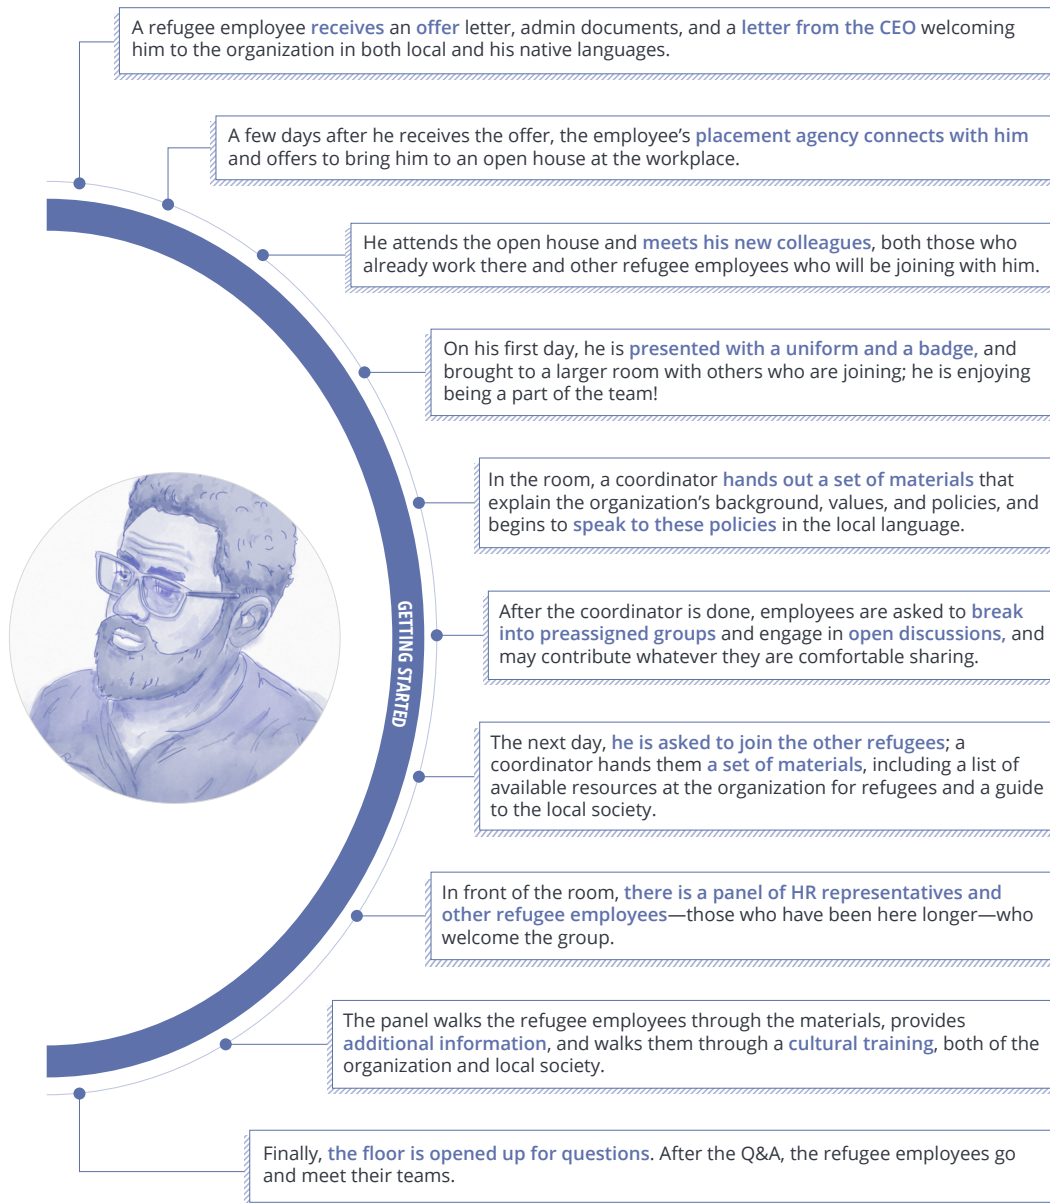 A refugee employee receives an offer letter, admin documents, and a letter from the CEO welcoming
him to the organization in both local and his native languages.
A few days after he receives the offer, the employee’s placement agency connects with him
and offers to bring him to an open house at the workplace.
He attends the open house and meets his new colleagues, both those who
already work there and other refugee employees who will be joining with him.
On his first day, he is presented with a uniform and a badge, and
brought to a larger room with others who are joining; he is enjoying
being a part of the team!
In the room, a coordinator hands out a set of materials that
explain the organization’s background, values, and policies, and
begins to speak to these policies in the local language.
GETTING STARTED
After the coordinator is done, employees are asked to break
into preassigned groups and engage in open discussions, and
may contribute whatever they are comfortable sharing.
The next day, he is asked to join the other refugees; a
coordinator hands them a set of materials, including a list of
available resources at the organization for refugees and a guide
to the local society.
In front of the room, there is a panel of HR representatives and
other refugee employees—those who have been here longer—who
welcome the group.
The panel walks the refugee employees through the materials, provides
additional information, and walks them through a cultural training, both of the
organization and local society.
Finally, the floor is opened up for questions. After the Q&A, the refugee employees go
and meet their teams.